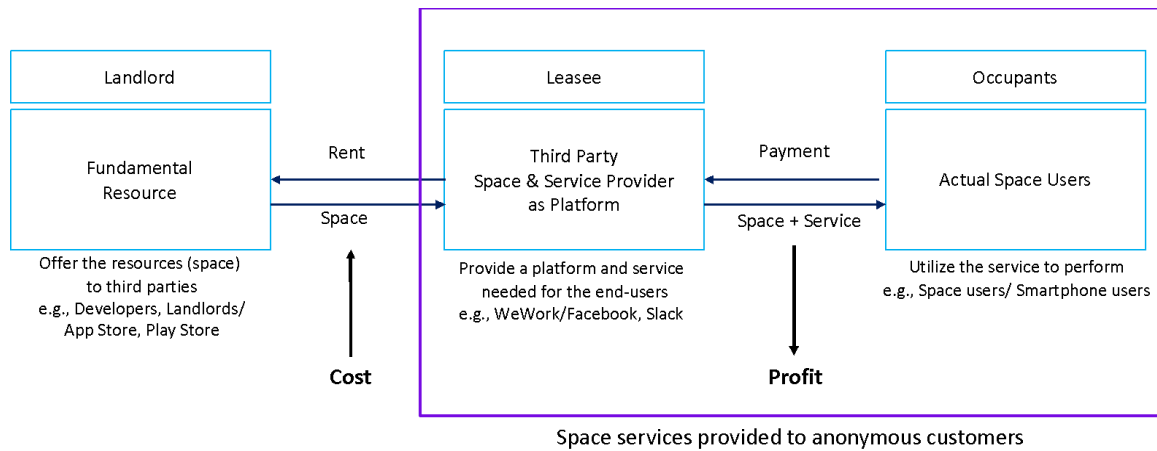 Landlord
Leasee
Occupants
Fundamental
Resource
Rent
Space
Third Party
Space & Service Provider
as Platform
Payment
Space + Service
Actual Space Users
Offer the resources (space)
to third parties
e.g., Developers, Landlords/
App Store, Play Store
Provide a platform and service
needed for the end-users
e.g., WeWork/Facebook, Slack
Utilize the service to perform
e.g., Space users/ Smartphone users
Cost
Profit
Space services provided to anonymous customers